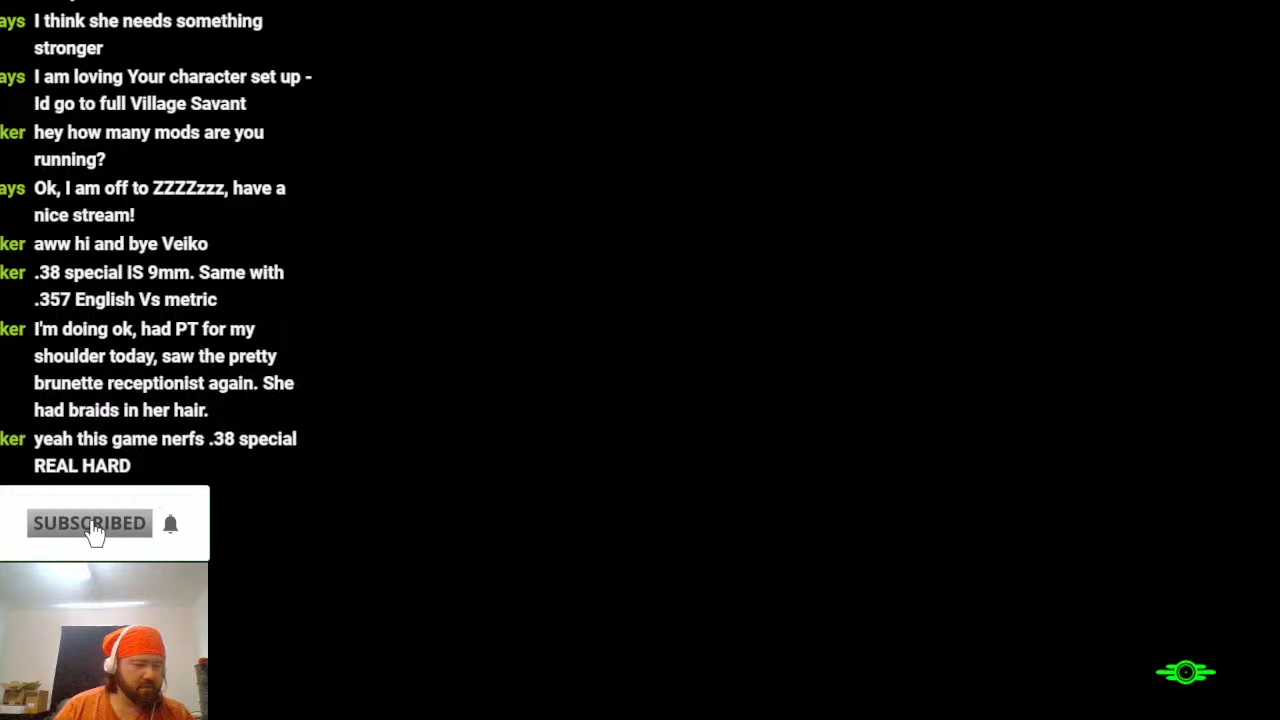 ays I think she needs something
stronger
ays I am loving Your character set up -
Id go to full Village Savant
ker hey how many mods are you
running?
ays Ok, I am off to ZZZZzzz, have a
nice stream!
ker aww hi and bye Veiko
ker .38 special IS 9mm. Same with
.357 English Vs metric
ker I'm doing ok, had PT for my
shoulder today, saw the pretty
brunette receptionist again. She
had braids in her hair.
ker yeah this game nerfs .38 special
REAL HARD
SUBSCRIBED